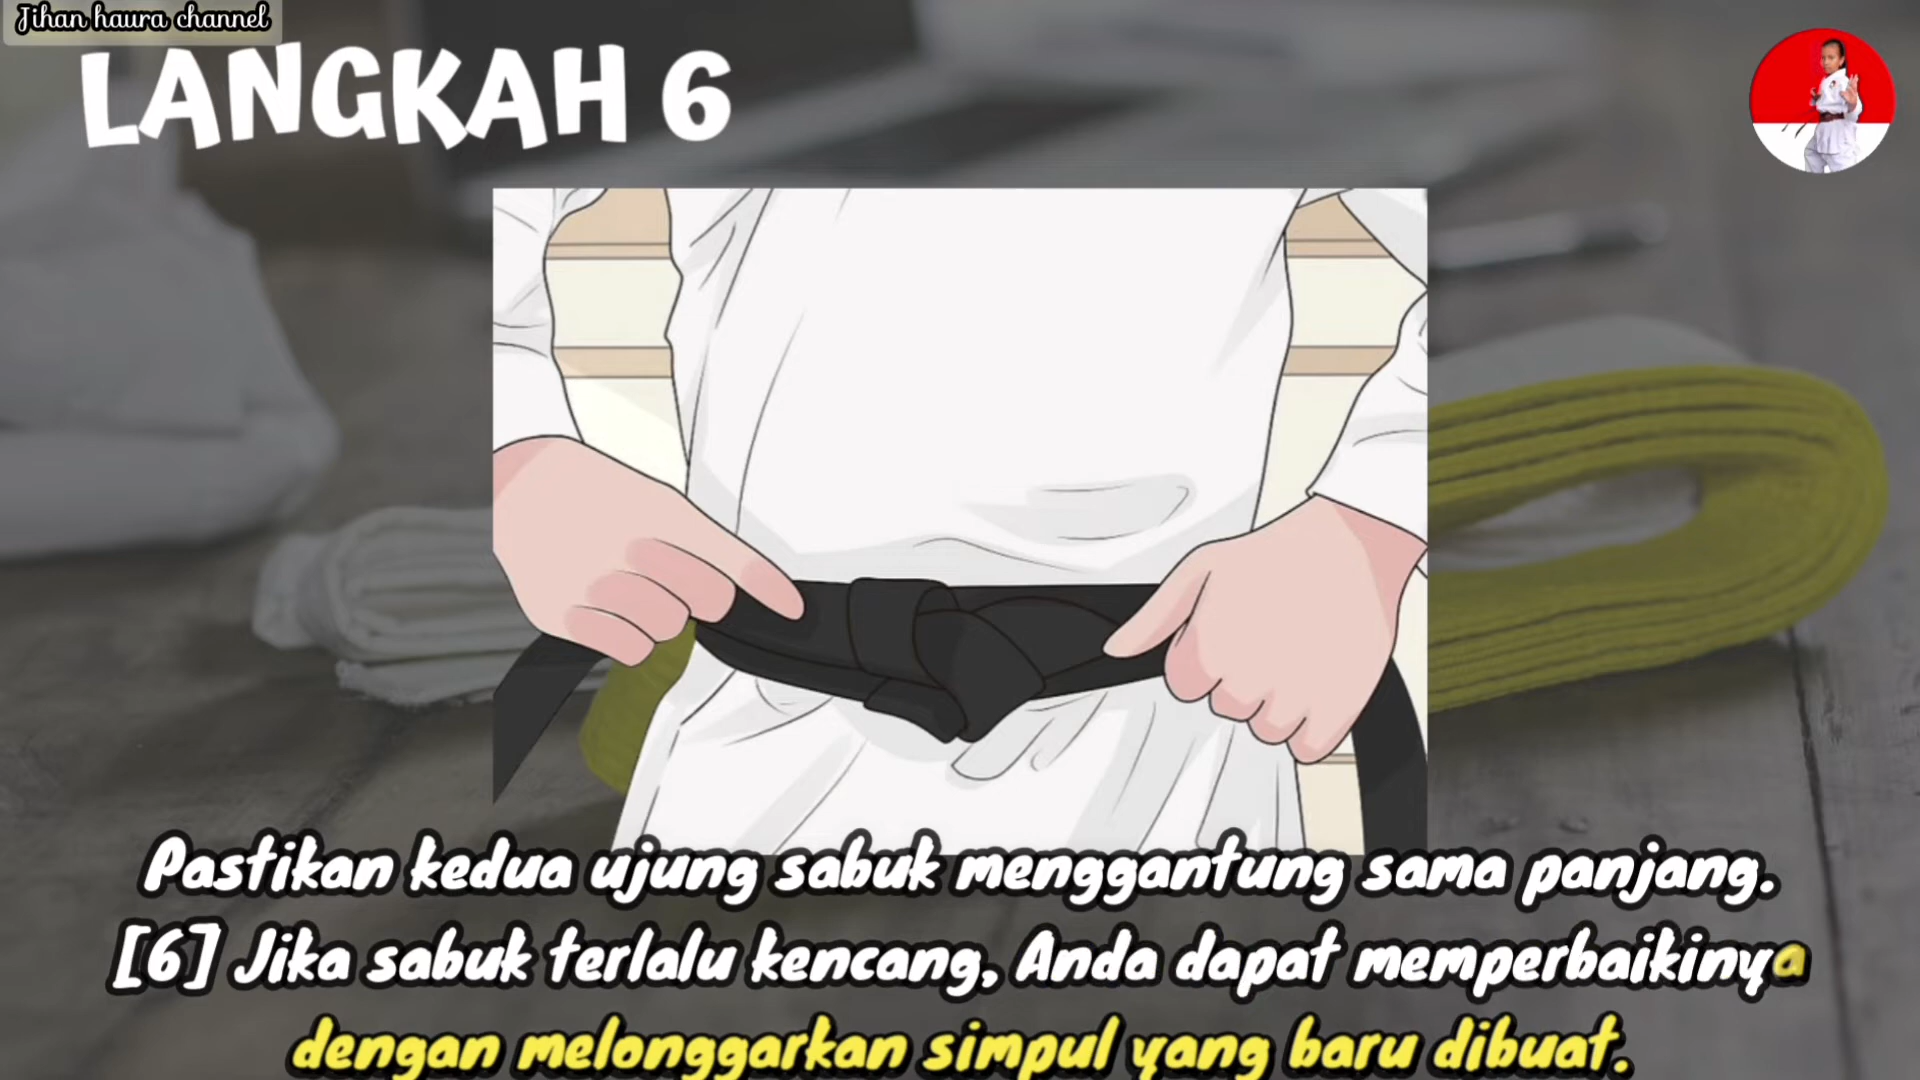 Jihan haura channel
LANGKAH 6
Pastikan kedua ujung sabuk menggantung sama panjang.
[6] Jika sabuk terlalu kencang, Anda dapat memperbaikinya
dengan melonggarkan simpul yang baru dibuat.